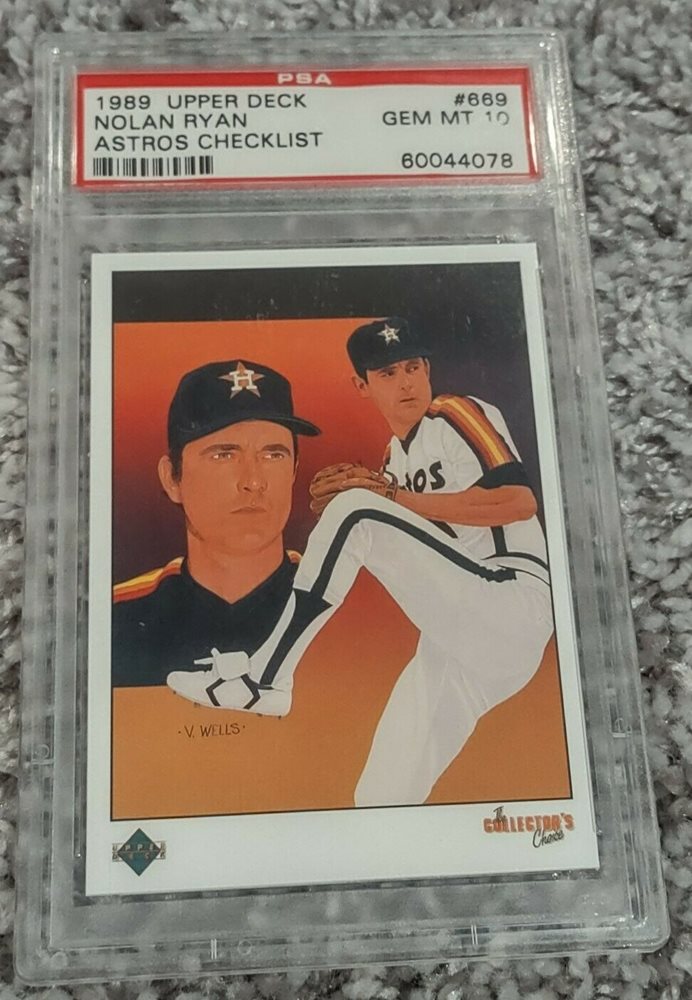 PSA
1989 UPPER DECK #669
NOLAN RYAN GEM MT 10
ASTROS CHECKLIST 60044078
H
H
ROS
· V. WELLS ·
The
COLLECTOR'S
Choice
UPPER
DECK